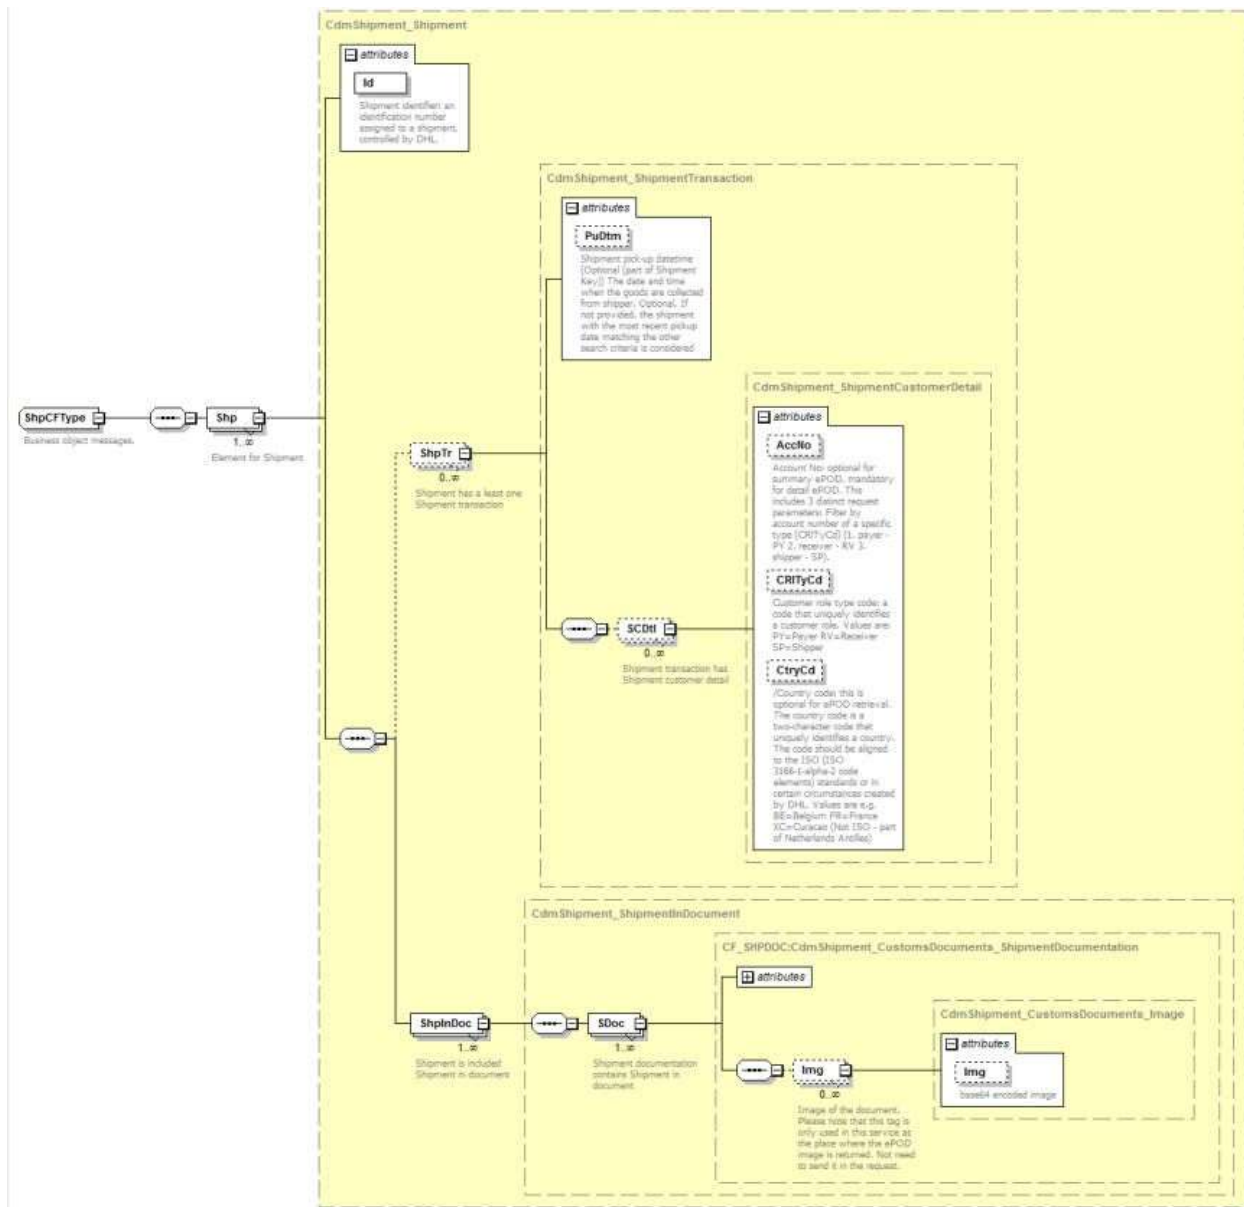 CdmShipment_Shipment
attributes
Id
Shipment identifier: an
identification number
assigned to a shipment,
controlled by DHL.
CdmShipment_ShipmentTransaction
attributes
PuDtm
Shipment pick-up datetime
(Optional (part of Shipment
Key)) The date and time
when the goods are collected
from shipper. Optional. If
not provided, the shipment
with the most recent pickup
date matching the other
search criteria is considered
CdmShipment_ShipmentCustomerDetail
attributes
AccNo
Account No: optional for
summary ePOD, mandatory
for detail ePOD. This
includes 3 distinct request
parameters: Filter by
account number of a specific
type (CRlTyCd) (1. payer -
PY 2. receiver - RV 3.
shipper - SP).
CRlTyCd
Customer role type code: a
code that uniquely identifies
a customer role. Values are:
PY=Payer RV=Receiver
SP=Shipper
CtryCd
/Country code: this is
optional for ePOD retrieval.
The country code is a
two-character code that
uniquely identifies a country.
The code should be aligned
to the ISO (ISO
3166-1-alpha-2 code
elements) standards or in
certain circumstances created
by DHL. Values are e.g.
BE=Belgium FR=France
XC=Curacao (Not ISO - part
of Netherlands Antilles)
ShpCFType
Business object messages.
Shp
1..∞
Element for Shipment
ShpTr
0..∞
Shipment has a least one
Shipment transaction
SCDtl
0..∞
Shipment transaction has
Shipment customer detail
CdmShipment_ShipmentInDocument
CF_SHPDOC:CdmShipment_CustomsDocuments_ShipmentDocumentation
attributes
ShpInDoc
1..∞
Shipment is included
Shipment in document
SDoc
1..∞
Shipment documentation
contains Shipment in
document
Img
0..∞
Image of the document.
Please note that this tag is
only used in this service at
the place where the ePOD
image is returned. Not need
to send it in the request.
CdmShipment_CustomsDocuments_Image
attributes
Img
base64 encoded image